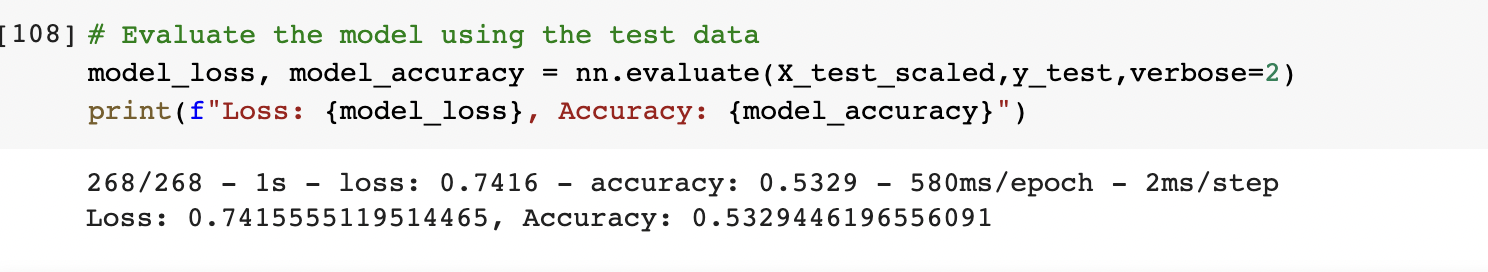 [108] # Evaluate the model using the test data
model_loss, model_accuracy = nn.evaluate(X_test_scaled,y_test,verbose=2)
print(f"Loss: {model_loss}, Accuracy: {model_accuracy}")
268/268 - 1s - loss: 0.7416 - accuracy: 0.5329 - 580ms/epoch - 2ms/step
Loss: 0.7415555119514465, Accuracy: 0.5329446196556091